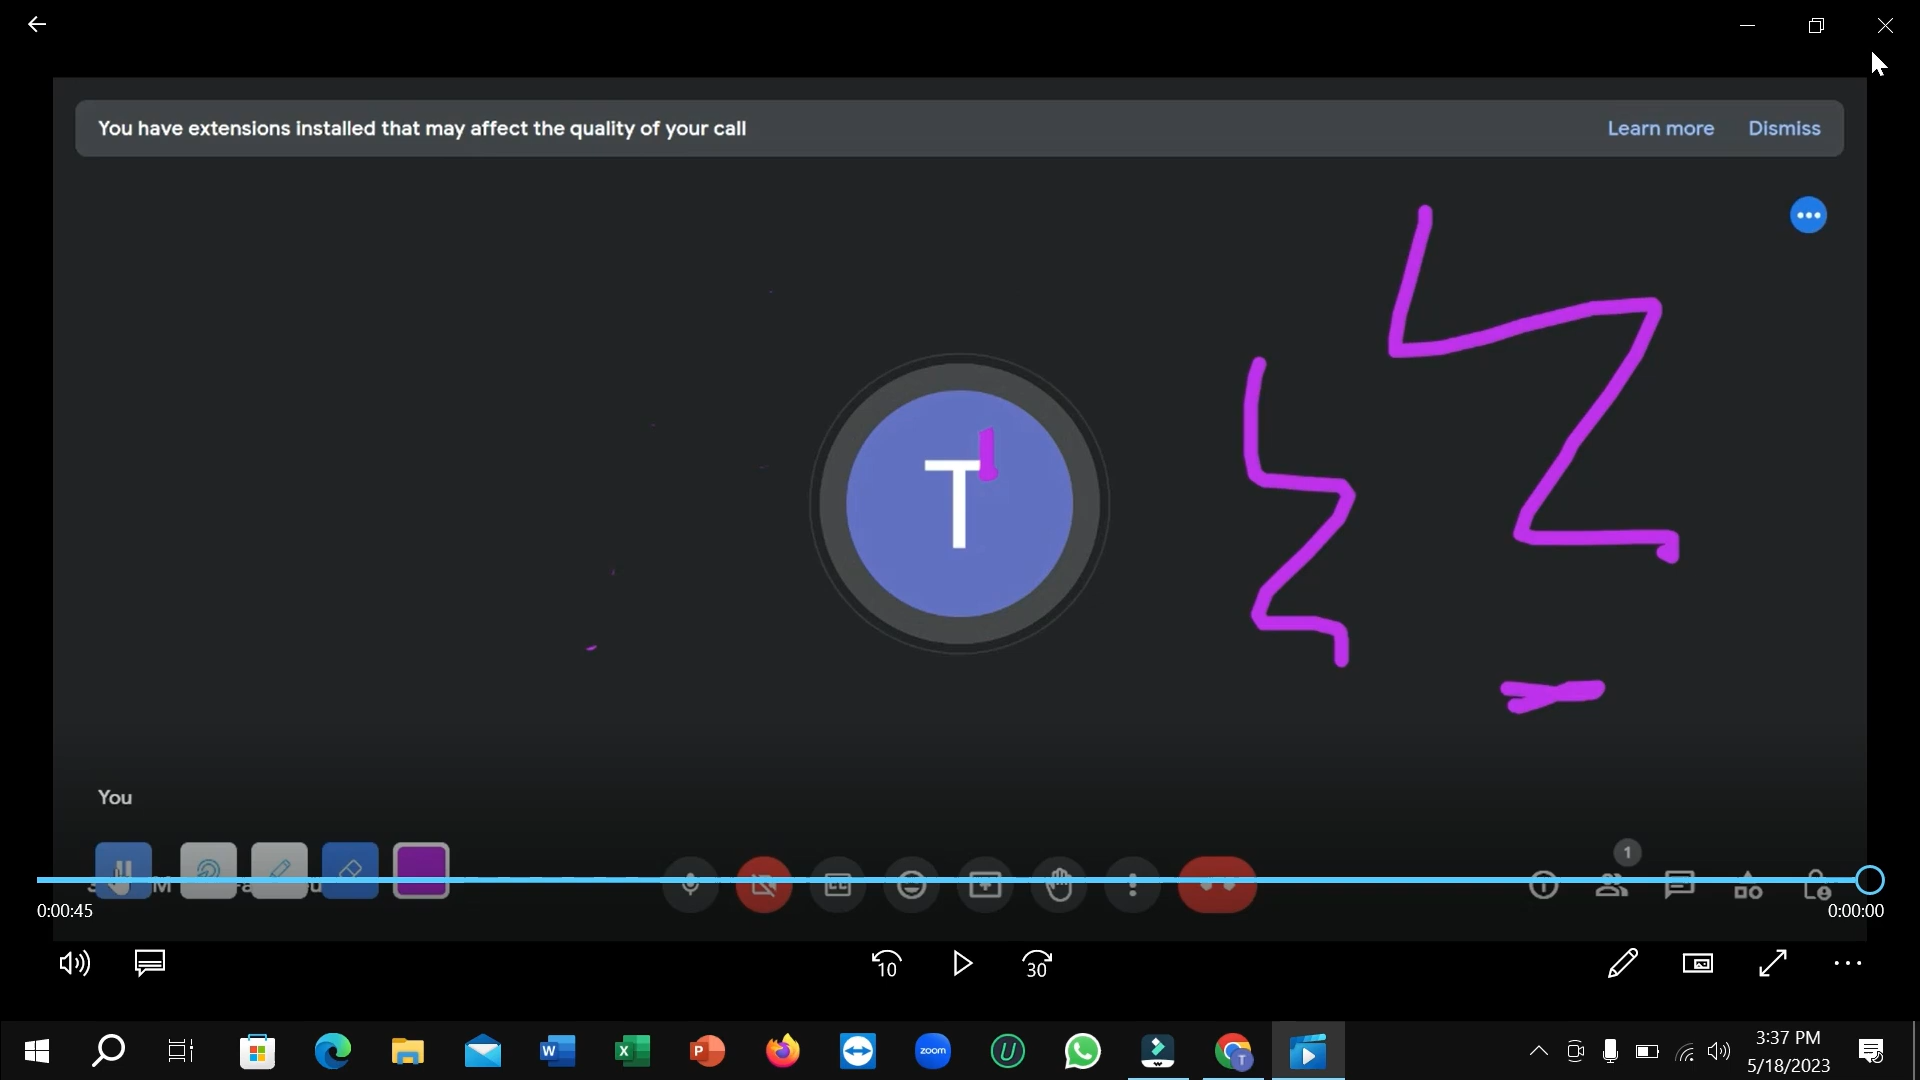 You have extensions installed that may affect the quality of your call
Learn more
Dismiss
T
You
1
0:00:45
0:00:00
10
30
W
X
P
zoom
U
T
3:37 PM
5/18/2023